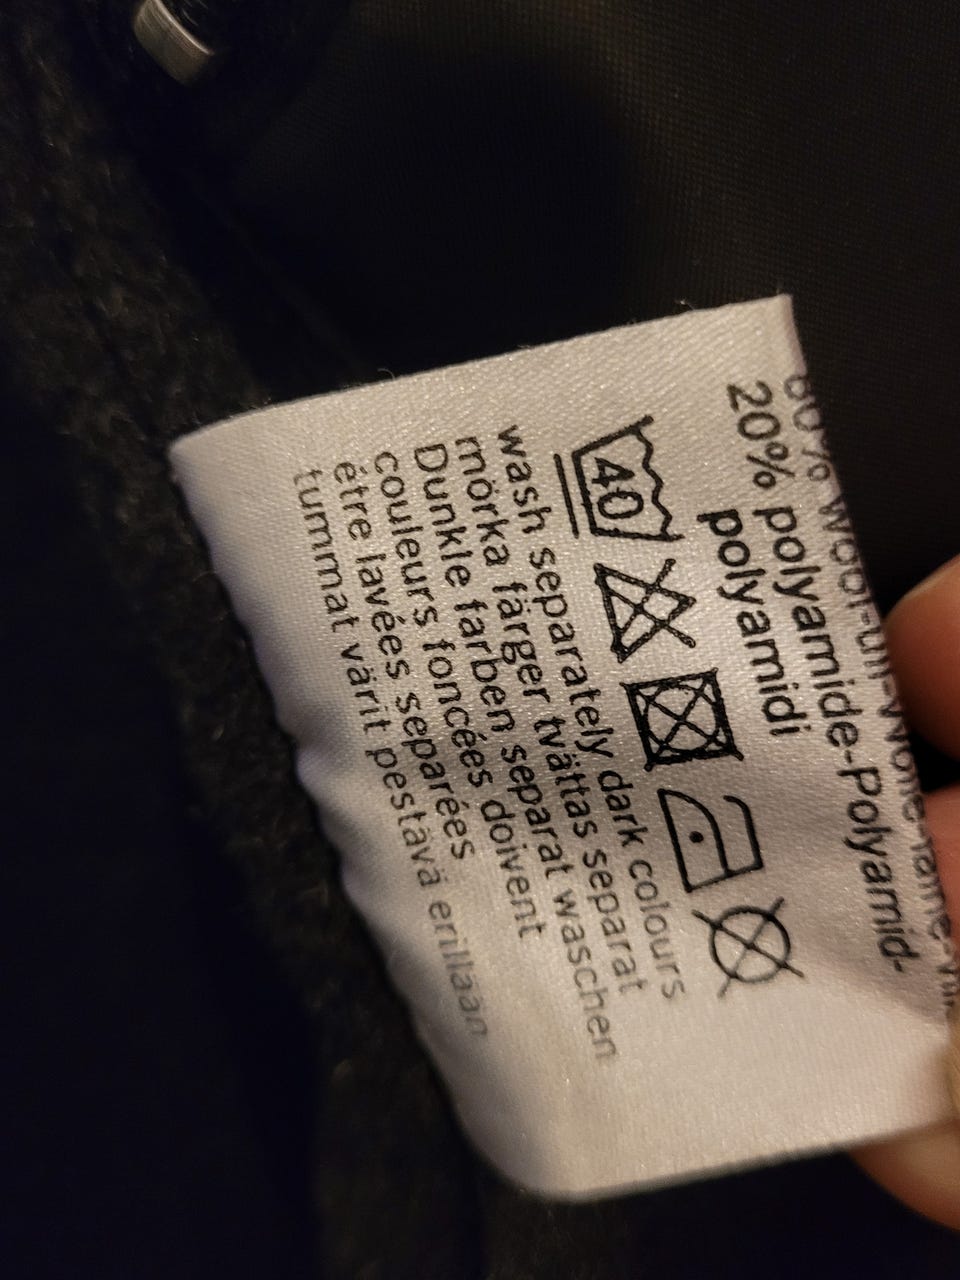 20% polyamide-Polyamid-
polyamidi
40
wash separately dark colours
mörka färger tvättas separat
Dunkle farben separat waschen
couleurs foncées doivent
être lavées separées
tummat värit pestävä erillään